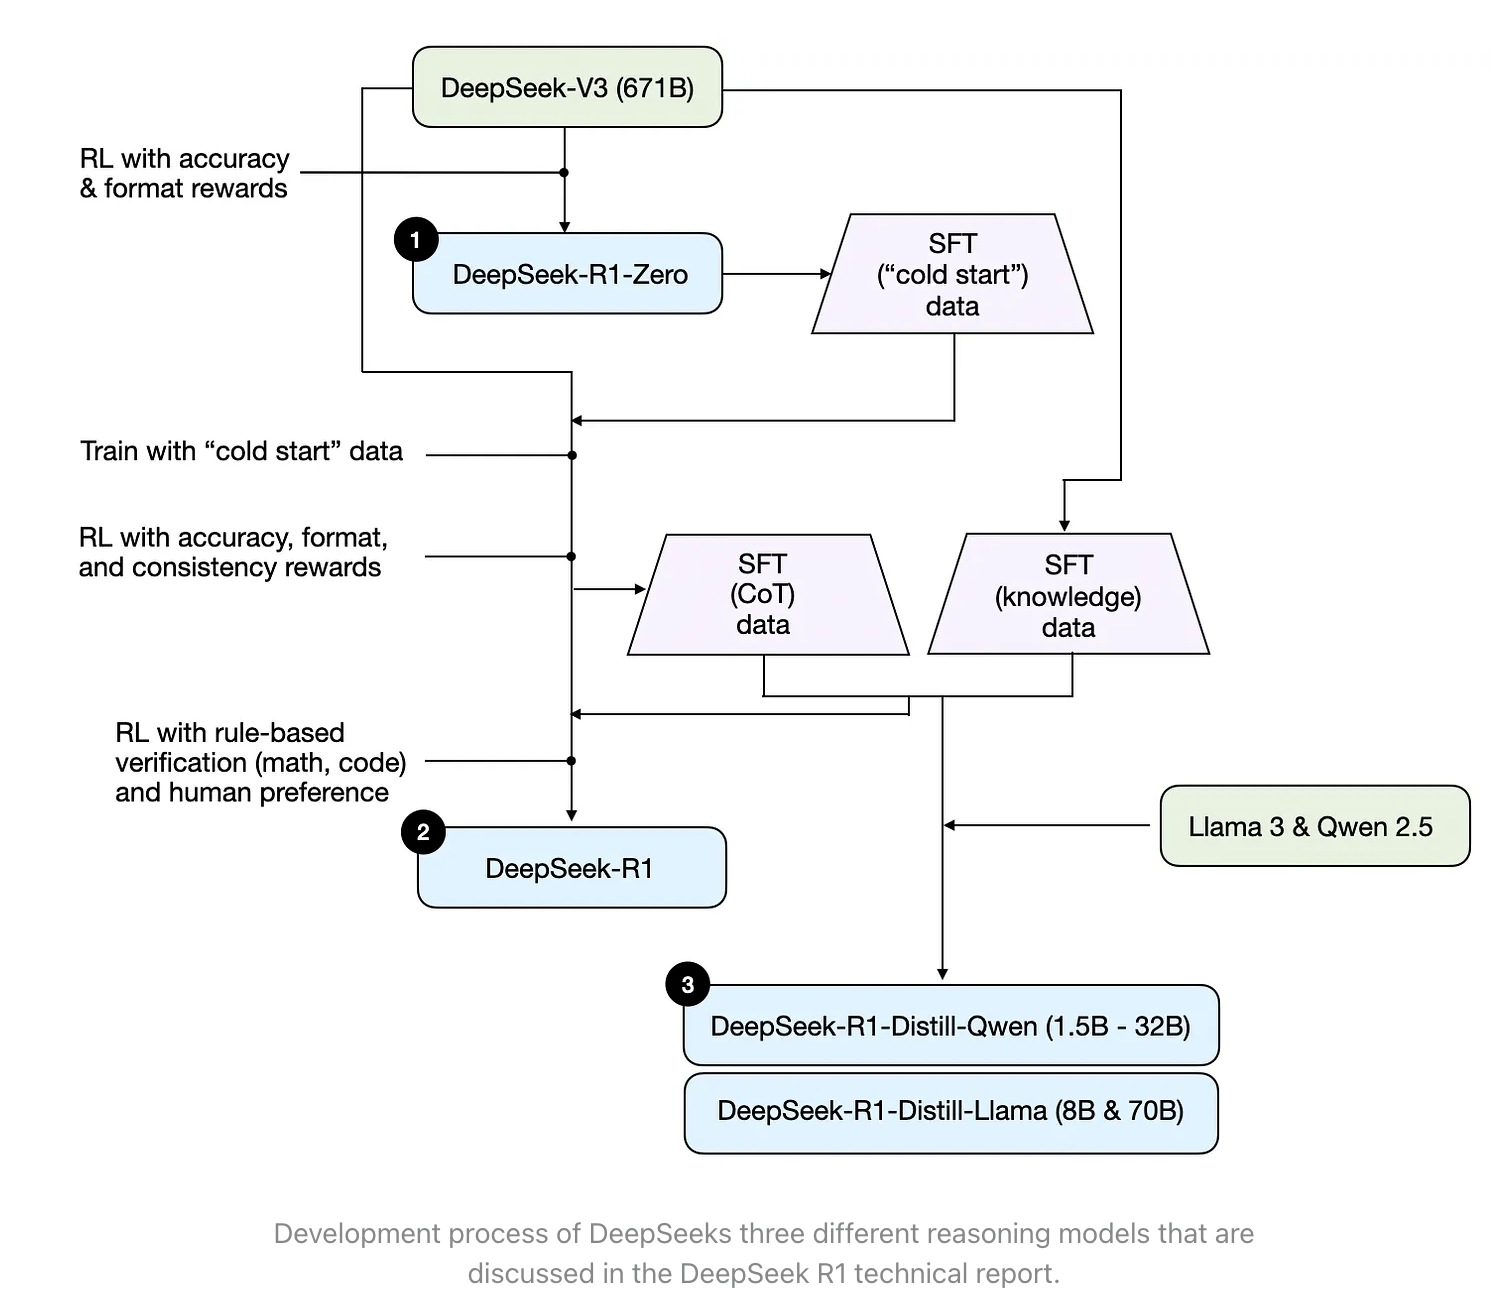 DeepSeek-V3 (671B)
RL with accuracy
& format rewards
1
DeepSeek-R1-Zero
SFT
(“cold start”)
data
Train with “cold start” data
RL with accuracy, format,
and consistency rewards
SFT
(CoT)
data
SFT
(knowledge)
data
RL with rule-based
verification (math, code)
and human preference
Llama 3 & Qwen 2.5
2
DeepSeek-R1
3
DeepSeek-R1-Distill-Qwen (1.5B - 32B)
DeepSeek-R1-Distill-Llama (8B & 70B)
Development process of DeepSeeks three different reasoning models that are
discussed in the DeepSeek R1 technical report.